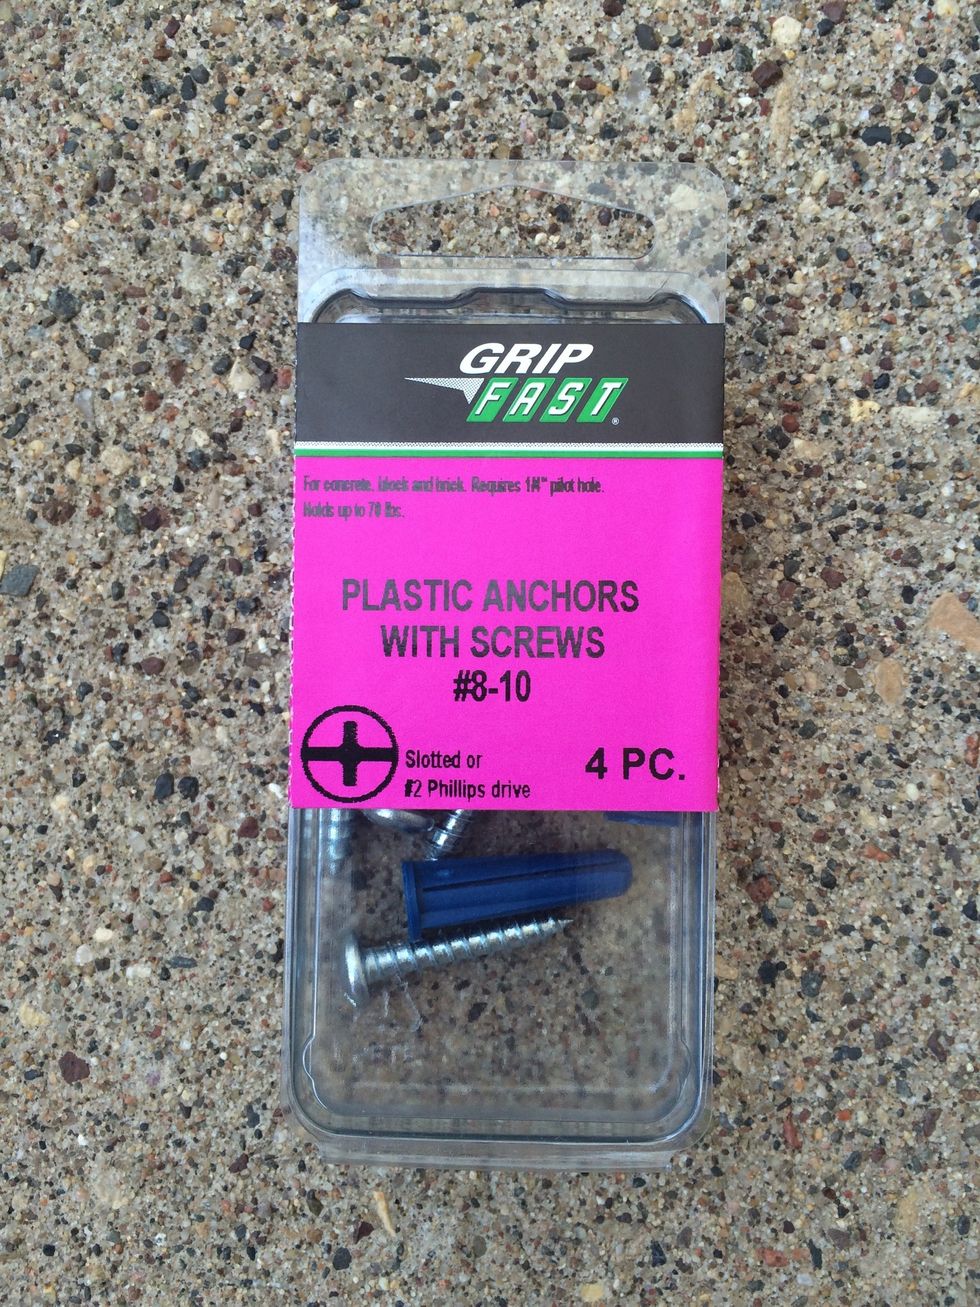 GRIP
FAST®
For concrete, block and brick. Requires 1/4" pilot hole.
Holds up to 70 lbs.
PLASTIC ANCHORS
WITH SCREWS
#8-10
Slotted or
#2 Phillips drive
4 PC.